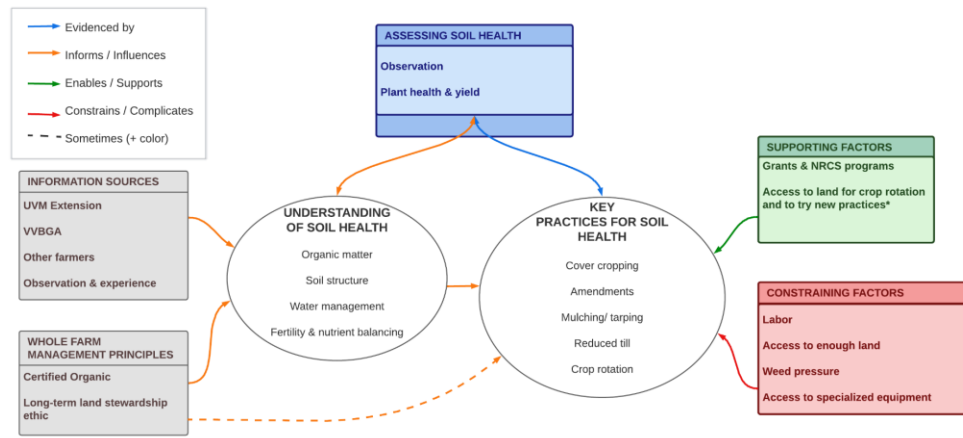 Evidenced by
Informs / Influences
Enables / Supports
Constrains / Complicates
Sometimes (+ color)
ASSESSING SOIL HEALTH
Observation
Plant health & yield
INFORMATION SOURCES
UVM Extension
VVBGA
Other farmers
Observation & experience
WHOLE FARM
MANAGEMENT PRINCIPLES
Certified Organic
Long-term land stewardship
ethic
UNDERSTANDING
OF SOIL HEALTH
Organic matter
Soil structure
Water management
Fertility & nutrient balancing
KEY
PRACTICES FOR SOIL
HEALTH
Cover cropping
Amendments
Mulching/ tarping
Reduced till
Crop rotation
SUPPORTING FACTORS
Grants & NRCS programs
Access to land for crop rotation
and to try new practices*
CONSTRAINING FACTORS
Labor
Access to enough land
Weed pressure
Access to specialized equipment